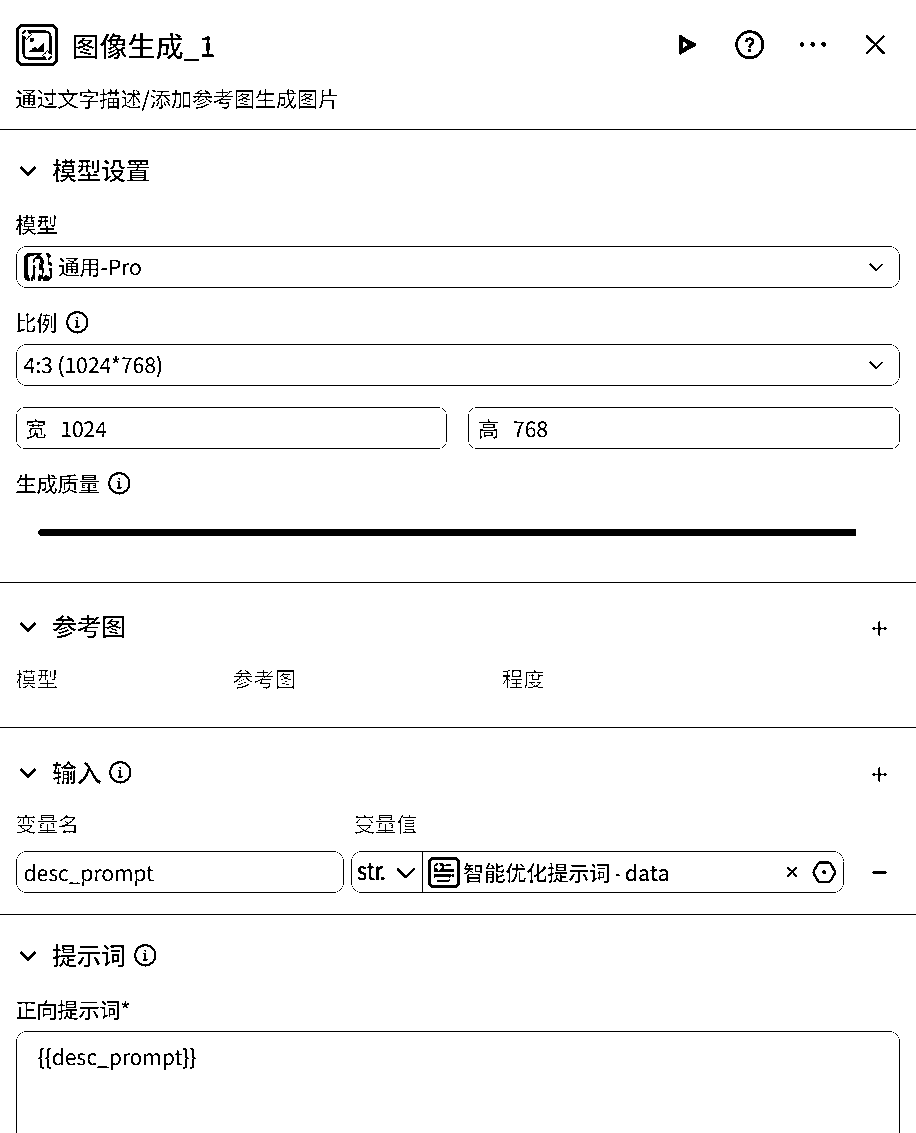 图像生成_1
通过文字描述/添加参考图生成图片
模型设置
模型
通用-Pro
比例
4:3 (1024*768)
宽 1024
高 768
生成质量
参考图
模型 参考图 程度
输入
变量名 变量值
desc_prompt str. 智能优化提示词 - data
提示词
正向提示词*
{{desc_prompt}}